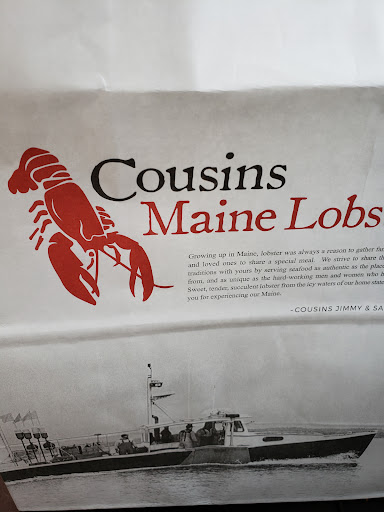 Cousins
Maine Lobs
Growing up in Maine, lobster was always a reason to gather
and loved ones to share a special meal. We strive to share
traditions with yours by serving seafood as authentic as the
from, and as unique as the hard-working men and women who
Sweet, tender, succulent lobster from the icy waters of our home
you for experiencing our Maine.
-COUSINS JIMMY & SA